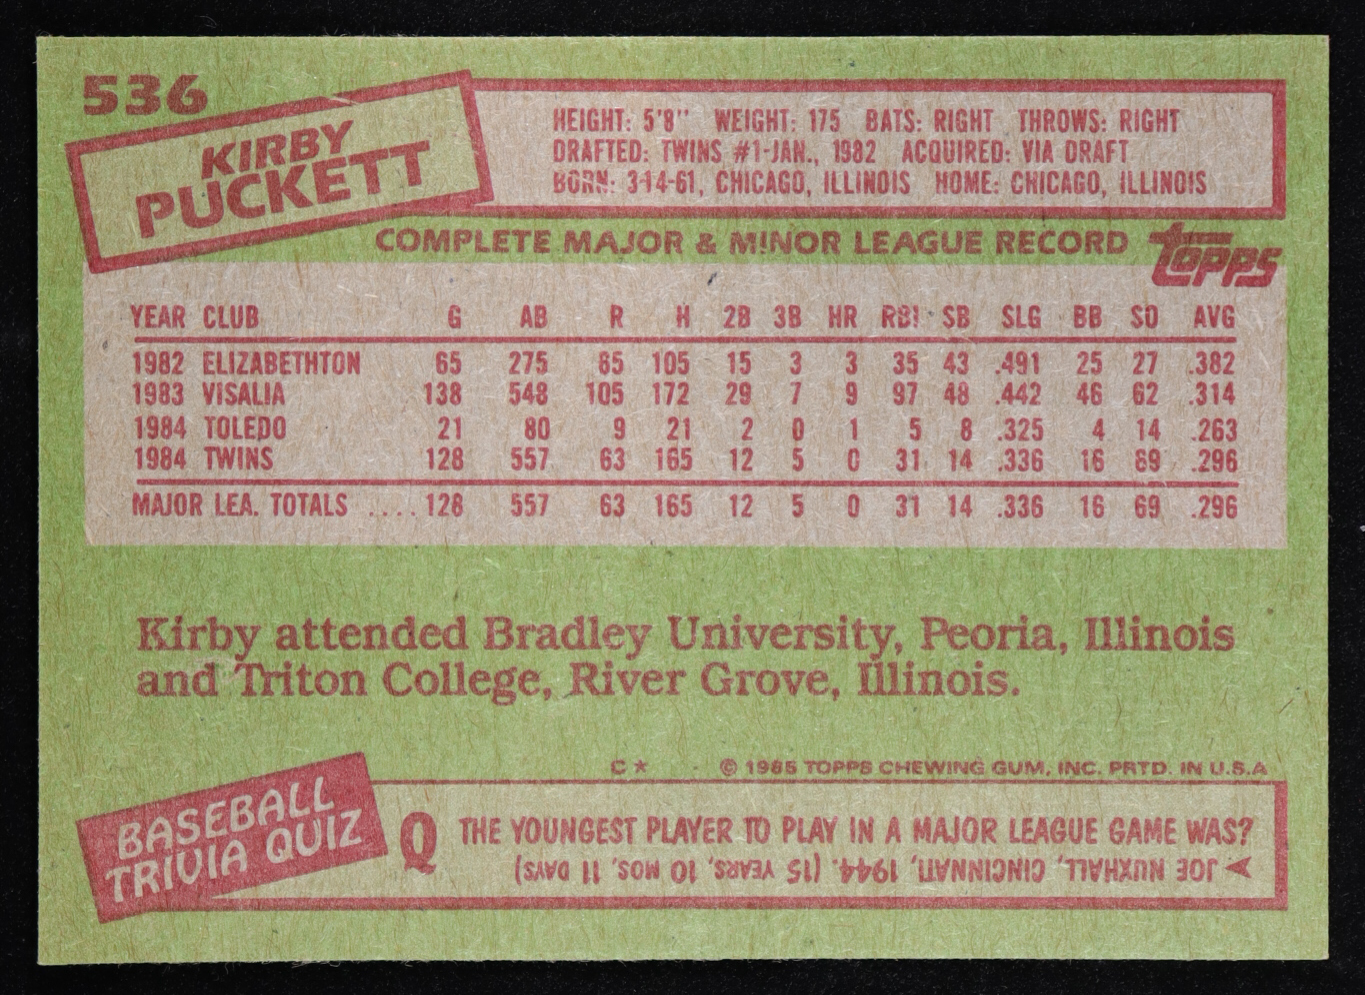 536
KIRBY
PUCKETT
HEIGHT: 5'8" WEIGHT: 175 BATS: RIGHT THROWS: RIGHT
DRAFTED: TWINS #1-JAN., 1982 ACQUIRED: VIA DRAFT
BORN: 3-14-61, CHICAGO, ILLINOIS HOME: CHICAGO, ILLINOIS
COMPLETE MAJOR & MINOR LEAGUE RECORD
topps
YEAR CLUB G AB R H 2B 3B HR RBI SB SLG BB SO AVG
1982 ELIZABETHTON 65 275 65 105 15 3 3 35 43 .491 25 27 .382
1983 VISALIA 138 548 105 172 29 7 9 97 48 .442 46 62 .314
1984 TOLEDO 21 80 9 21 2 0 1 5 8 .325 4 14 .263
1984 TWINS 128 557 63 165 12 5 0 31 14 .336 16 69 .296
MAJOR LEA. TOTALS .... 128 557 63 165 12 5 0 31 14 .336 16 69 .296
Kirby attended Bradley University, Peoria, Illinois
and Triton College, River Grove, Illinois.
C * © 1985 TOPPS CHEWING GUM, INC. PRTD. IN U.S.A
BASEBALL
TRIVIA QUIZ
Q THE YOUNGEST PLAYER TO PLAY IN A MAJOR LEAGUE GAME WAS?
JOE NUXHALL, CINCINNATI, 1944. (15 YEARS, 10 MOS, 11 DAYS)